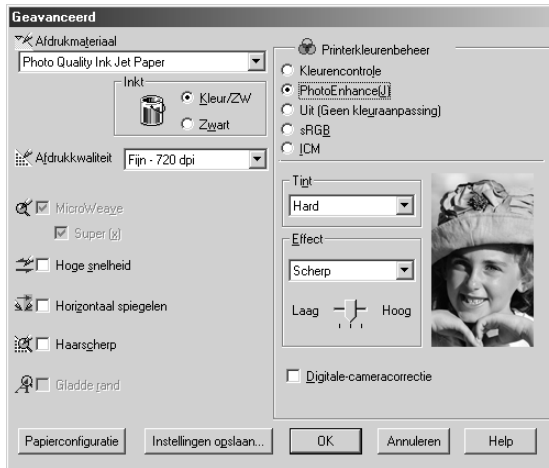 Geavanceerd
Afdrukmateriaal
Photo Quality Ink Jet Paper
Inkt
Kleur/ZW
Zwart
Afdrukkwaliteit
Fijn - 720 dpi
MicroWeave
Super (x)
Hoge snelheid
Horizontaal spiegelen
Haarscherp
Gladde rand
Printerkleurenbeheer
Kleurencontrole
PhotoEnhance(J)
Uit (Geen kleuraanpassing)
sRGB
ICM
Tint
Hard
Effect
Scherp
Laag
Hoog
Digitale-cameracorrectie
Papierconfiguratie
Instellingen opslaan...
OK
Annuleren
Help